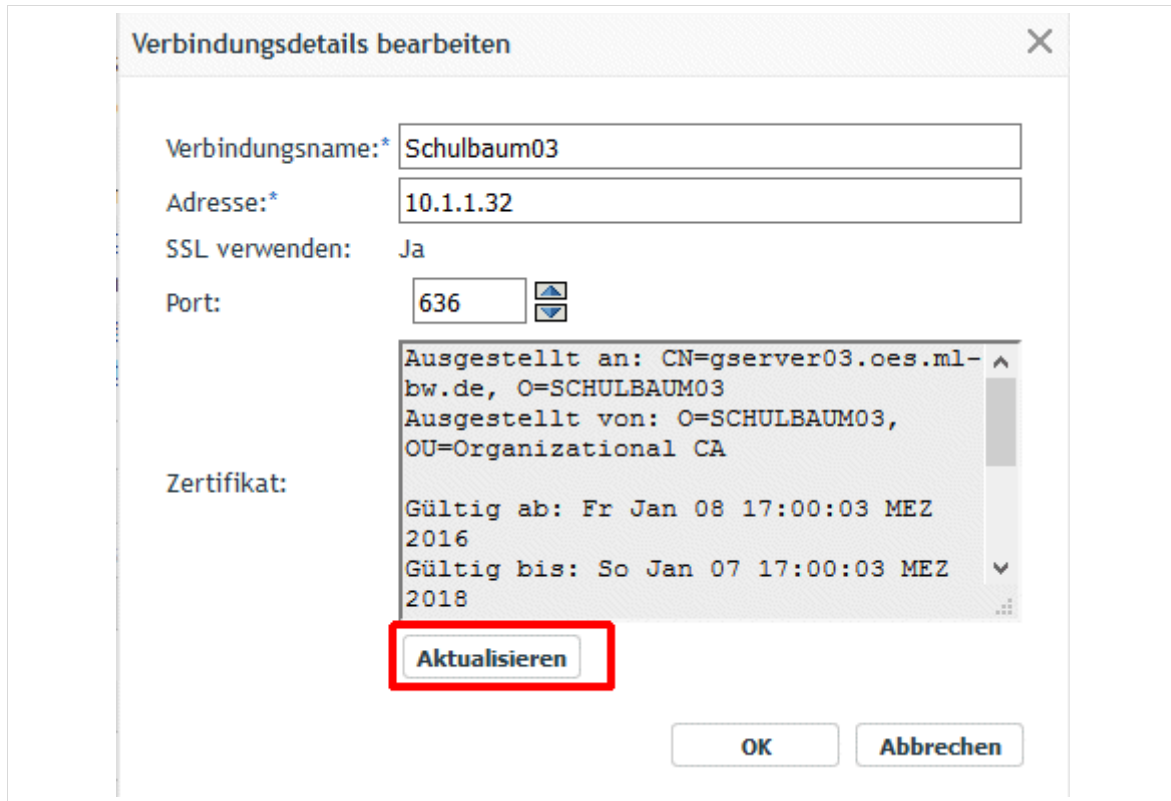 Verbindungsdetails bearbeiten
Verbindungsname:* Schulbaum03
Adresse:* 10.1.1.32
SSL verwenden: Ja
Port: 636
Zertifikat:
Ausgestellt an: CN=gserver03.oes.ml-
bw.de, O=SCHULBAUM03
Ausgestellt von: O=SCHULBAUM03,
OU=Organizational CA
Gültig ab: Fr Jan 08 17:00:03 MEZ
2016
Gültig bis: So Jan 07 17:00:03 MEZ
2018
Aktualisieren
OK Abbrechen